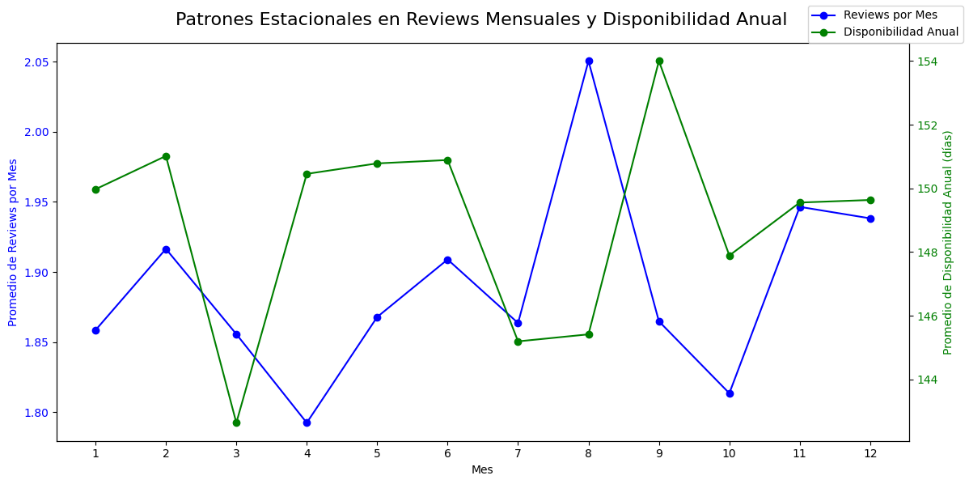 Patrones Estacionales en Reviews Mensuales y Disponibilidad Anual
Reviews por Mes
Disponibilidad Anual
Promedio de Reviews por Mes
2.05
2.00
1.95
1.90
1.85
1.80
154
152
150
148
146
144
Promedio de Disponibilidad Anual (días)
1 2 3 4 5 6 7 8 9 10 11 12
Mes